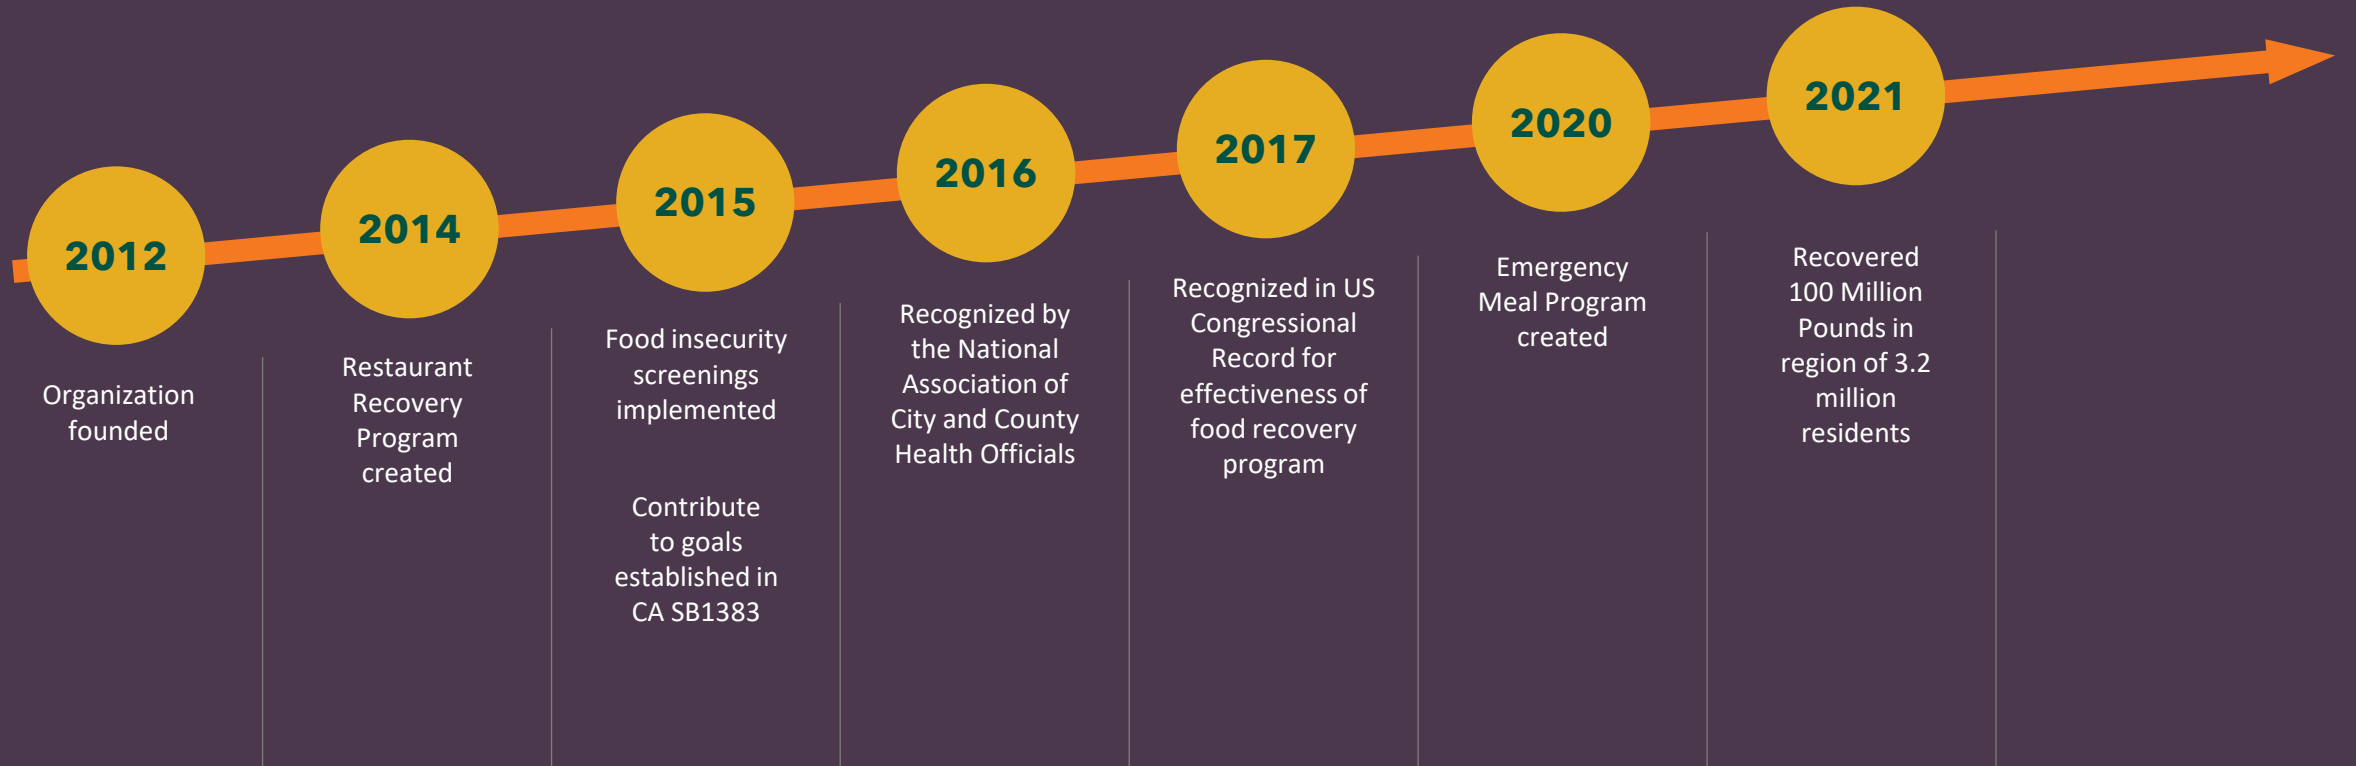 2012
Organization
founded
2014
Restaurant
Recovery
Program
created
2015
Food insecurity
screenings
implemented
Contribute
to goals
established in
CA SB1383
2016
Recognized by
the National
Association of
City and County
Health Officials
2017
Recognized in US
Congressional
Record for
effectiveness of
food recovery
program
2020
Emergency
Meal Program
created
2021
Recovered
100 Million
Pounds in
region of 3.2
million
residents